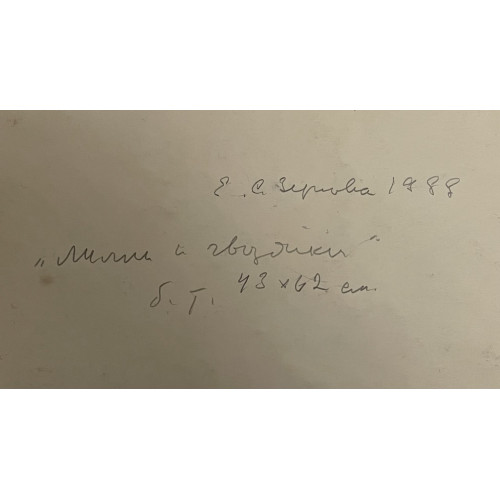 Е. С. Зернова 1988
„Лилии и гвоздики“
б. т. 43 х 62 см.